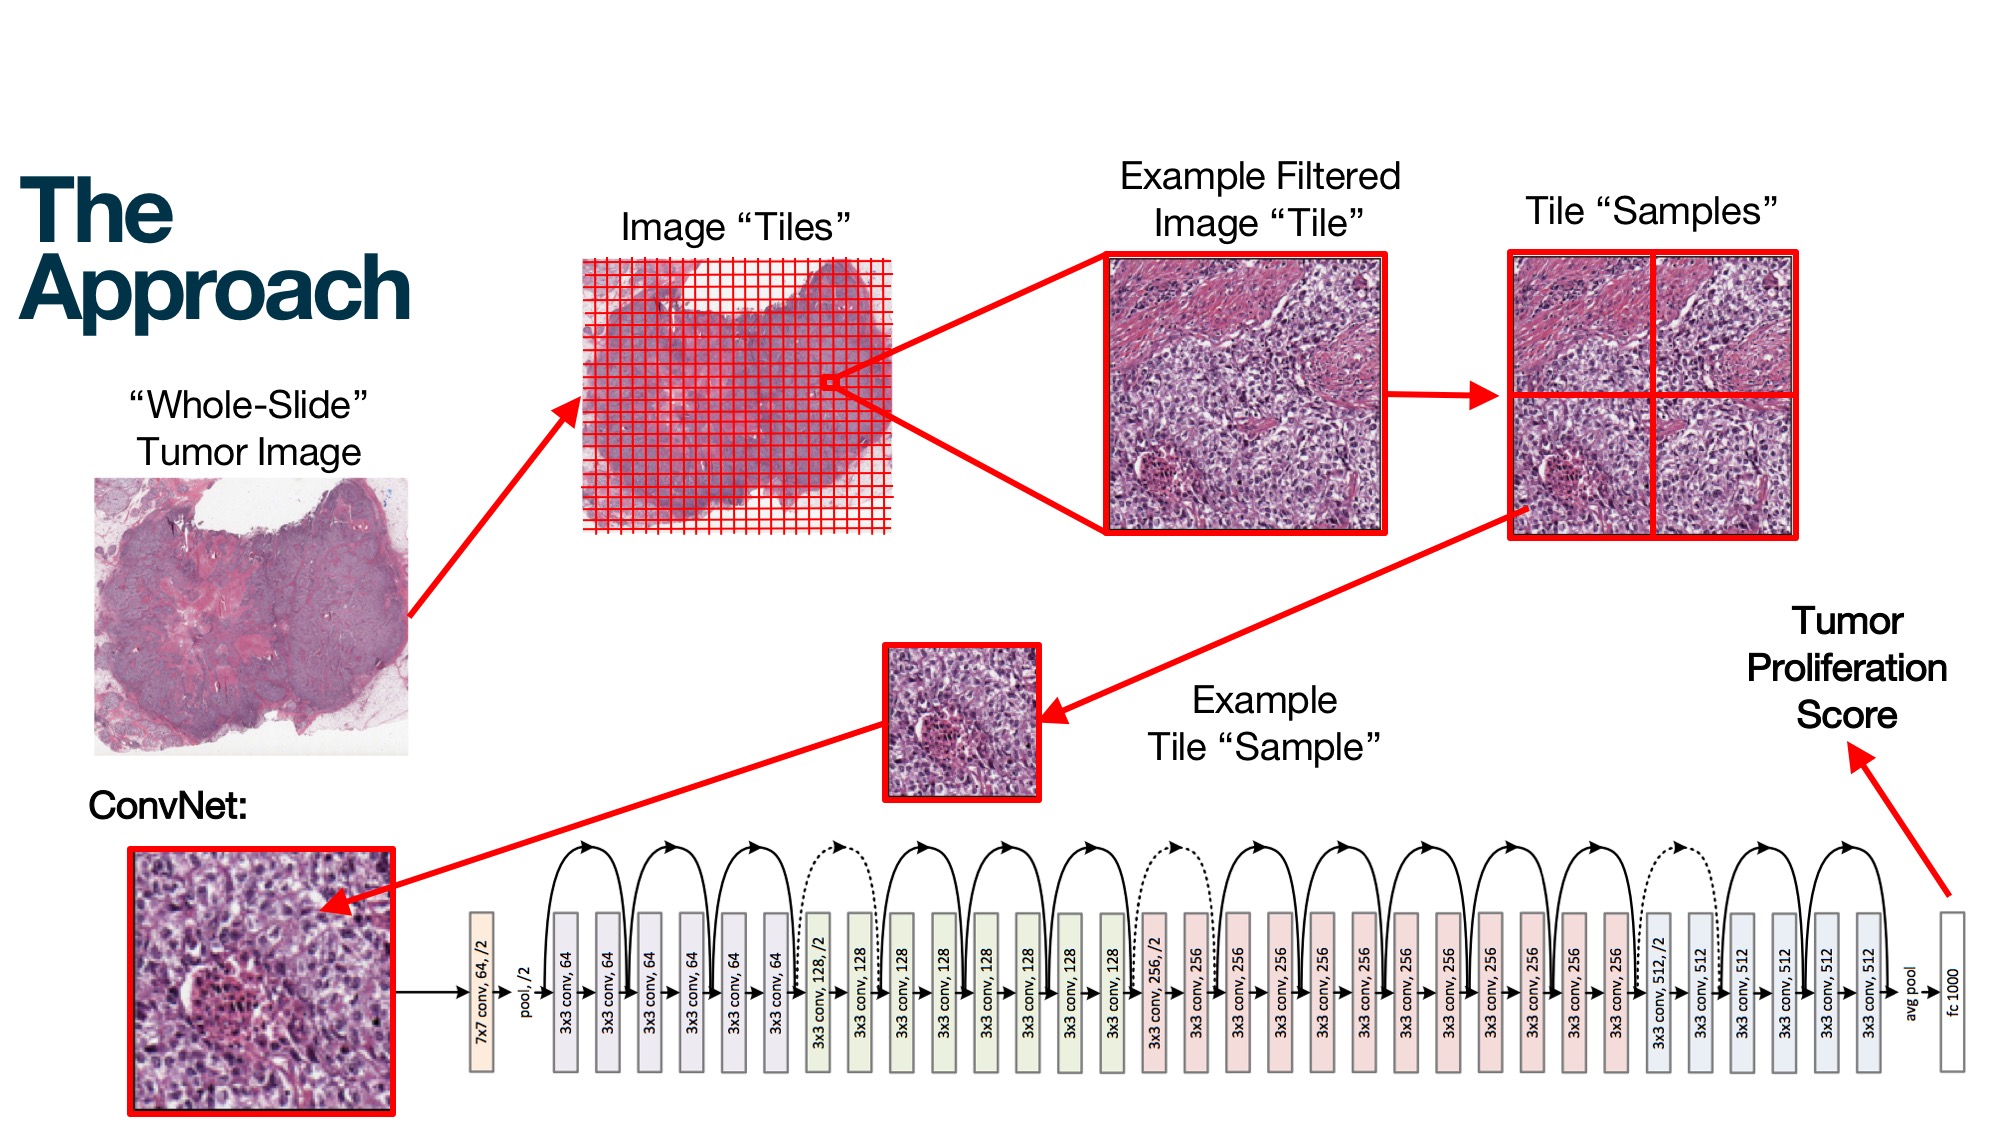 The
Approach
“Whole-Slide”
Tumor Image
Image “Tiles”
Example Filtered
Image “Tile”
Tile “Samples”
Example
Tile “Sample”
Tumor
Proliferation
Score
ConvNet:
7x7 conv, 64, /2
pool, /2
3x3 conv, 64
3x3 conv, 64
3x3 conv, 64
3x3 conv, 64
3x3 conv, 64
3x3 conv, 64
3x3 conv, 128, /2
3x3 conv, 128
3x3 conv, 128
3x3 conv, 128
3x3 conv, 128
3x3 conv, 128
3x3 conv, 128
3x3 conv, 128
3x3 conv, 256, /2
3x3 conv, 256
3x3 conv, 256
3x3 conv, 256
3x3 conv, 256
3x3 conv, 256
3x3 conv, 256
3x3 conv, 256
3x3 conv, 256
3x3 conv, 256
3x3 conv, 256
3x3 conv, 256
3x3 conv, 512, /2
3x3 conv, 512
3x3 conv, 512
3x3 conv, 512
3x3 conv, 512
3x3 conv, 512
avg pool
fc 1000